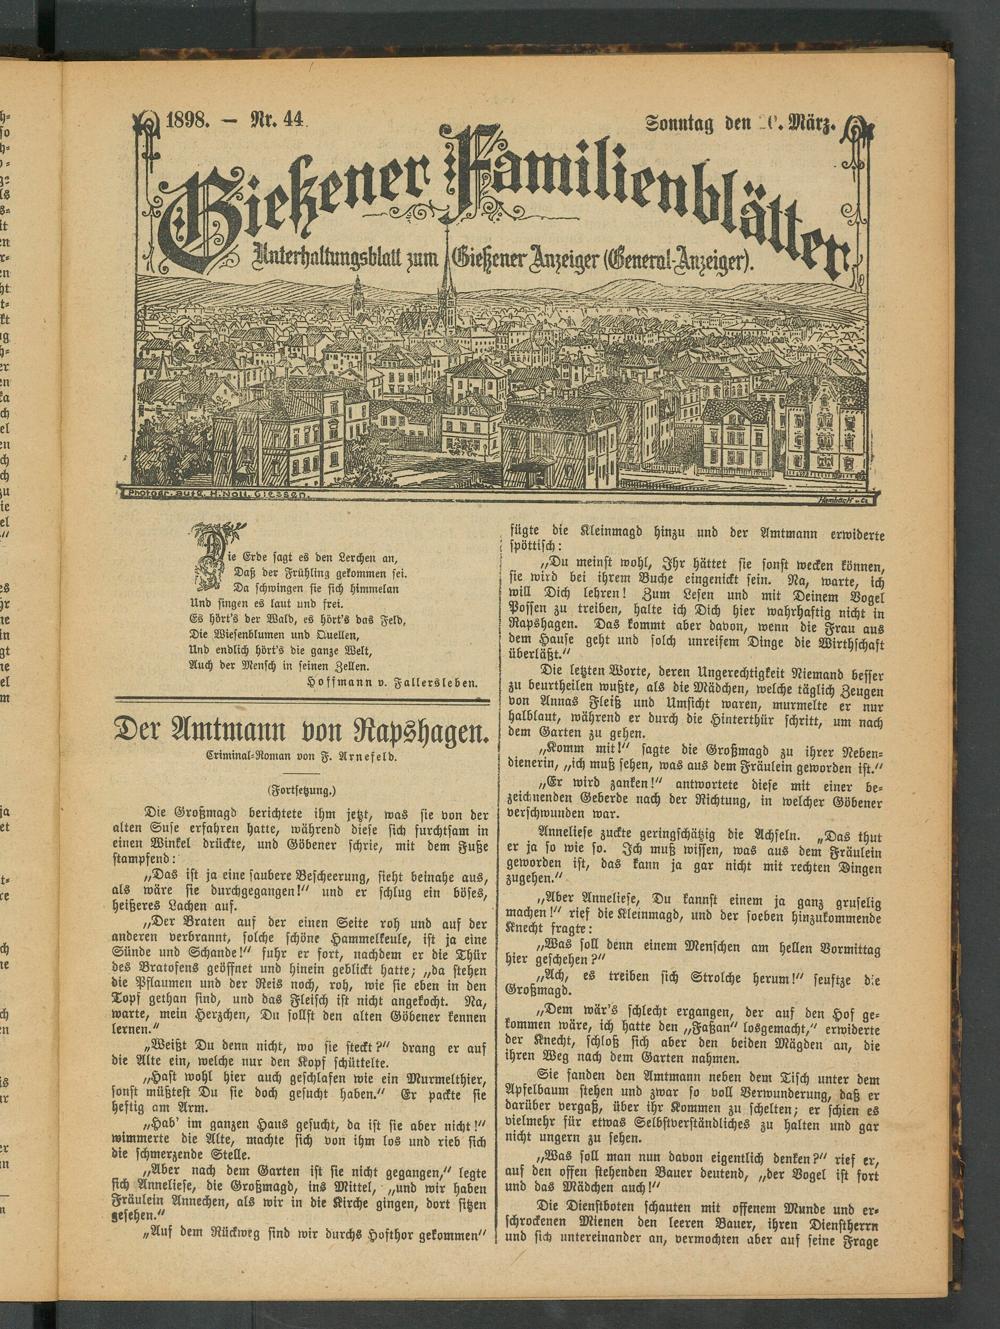 1898. — Nr. 44
Sonntag den 20. März.
Gießener Familienblätter
Unterhaltungsblatt zum Gießener Anzeiger (General-Anzeiger).
Photogr. Aufn. H. Noll, Giessen.
Die Erde sagt es den Lerchen an,
Daß der Frühling gekommen sei.
Da schwingen sie sich himmelan
Und singen es laut und frei.
Es hört's der Wald, es hört's das Feld,
Die Wiesenblumen und Quellen,
Und endlich hört's die ganze Welt,
Auch der Mensch in seinen Zellen.
Hoffmann v. Fallersleben.
Der Amtmann von Rapshagen.
Criminal-Roman von F. Arnefeld.
(Fortsetzung.)
Die Großmagd berichtete ihm jetzt, was sie von der
alten Suse erfahren hatte, während diese sich furchtsam in
einen Winkel drückte, und Göbener schrie, mit dem Fuße
stampfend:
„Das ist ja eine saubere Bescheerung, sieht beinahe aus,
als wäre sie durchgegangen!" und er schlug ein böses,
heißeres Lachen auf.
„Der Braten auf der einen Seite roh und auf der
anderen verbrannt, solche schöne Hammelkeule, ist ja eine
Sünde und Schande!" fuhr er fort, nachdem er die Thür
des Bratofens geöffnet und hinein geblickt hatte; „da stehen
die Pflaumen und der Reis noch, roh, wie sie eben in den
Topf gethan sind, und das Fleisch ist nicht angekocht. Na,
warte, mein Herzchen, Du sollst den alten Göbener kennen
lernen."
„Weißt Du denn nicht, wo sie steckt?" drang er auf
die Alte ein, welche nur den Kopf schüttelte.
„Hast wohl hier auch geschlafen wie ein Murmelthier,
sonst müßtest Du sie doch gesucht haben." Er packte sie
heftig am Arm.
„Hab' im ganzen Haus gesucht, da ist sie aber nicht!"
wimmerte die Alte, machte sich von ihm los und rieb sich
die schmerzende Stelle.
„Aber nach dem Garten ist sie nicht gegangen," legte
sich Anneliese, die Großmagd, ins Mittel, „und wir haben
Fräulein Annechen, als wir in die Kirche gingen, dort sitzen
gesehen."
„Auf dem Rückweg sind wir durchs Hofthor gekommen"
fügte die Kleinmagd hinzu und der Amtmann erwiderte
spöttisch:
„Du meinst wohl, Ihr hättet sie sonst wecken können,
sie wird bei ihrem Buche eingenickt sein. Na, warte, ich
will Dich lehren! Zum Lesen und mit Deinem Vogel
Possen zu treiben, halte ich Dich hier wahrhaftig nicht in
Rapshagen. Das kommt aber davon, wenn die Frau aus
dem Hause geht und solch unreifem Dinge die Wirthschaft
überläßt."
Die letzten Worte, deren Ungerechtigkeit Niemand besser
zu beurtheilen wußte, als die Mädchen, welche täglich Zeugen
von Annas Fleiß und Umsicht waren, murmelte er nur
halblaut, während er durch die Hinterthür schritt, um nach
dem Garten zu gehen.
„Komm mit!" sagte die Großmagd zu ihrer Neben-
dienerin, „ich muß sehen, was aus dem Fräulein geworden ist."
„Er wird zanken!" antwortete diese mit einer be-
zeichnenden Geberde nach der Richtung, in welcher Göbener
verschwunden war.
Anneliese zuckte geringschätzig die Achseln. „Das thut
er ja so wie so. Ich muß wissen, was aus dem Fräulein
geworden ist, das kann ja gar nicht mit rechten Dingen
zugehen."
„Aber Anneliese, Du kannst einem ja ganz gruselig
machen!" rief die Kleinmagd, und der soeben hinzukommende
Knecht fragte:
„Was soll denn einem Menschen am hellen Vormittag
hier geschehen?"
„Ach, es treiben sich Strolche herum!" seufzte die
Großmagd.
„Dem wär's schlecht ergangen, der auf den Hof ge-
kommen wäre, ich hatte den „Faßan" losgemacht," erwiderte
der Knecht, schloß sich aber den beiden Mägden an, die
ihren Weg nach dem Garten nahmen.
Sie fanden den Amtmann neben dem Tisch unter dem
Apfelbaum stehen und zwar so voll Verwunderung, daß er
darüber vergaß, über ihr Kommen zu schelten; er schien es
vielmehr für etwas Selbstverständliches zu halten und gar
nicht ungern zu sehen.
„Was soll man nun davon eigentlich denken?" rief er,
auf den offen stehenden Bauer deutend, „der Vogel ist fort
und das Mädchen auch!"
Die Dienstboten schauten mit offenem Munde und er-
schrockenen Mienen den leeren Bauer, ihren Dienstherrn
und sich untereinander an, vermochten aber auf seine Frage